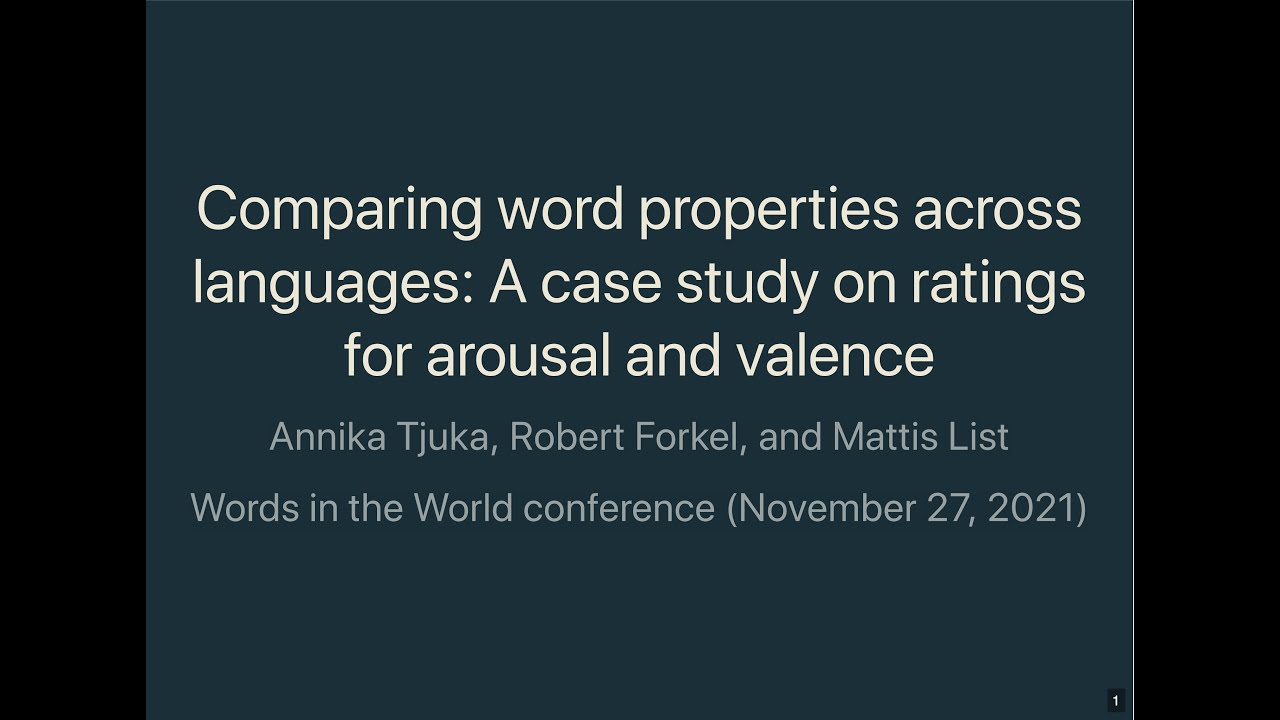 Comparing word properties across
languages: A case study on ratings
for arousal and valence
Annika Tjuka, Robert Forkel, and Mattis List
Words in the World conference (November 27, 2021)
1